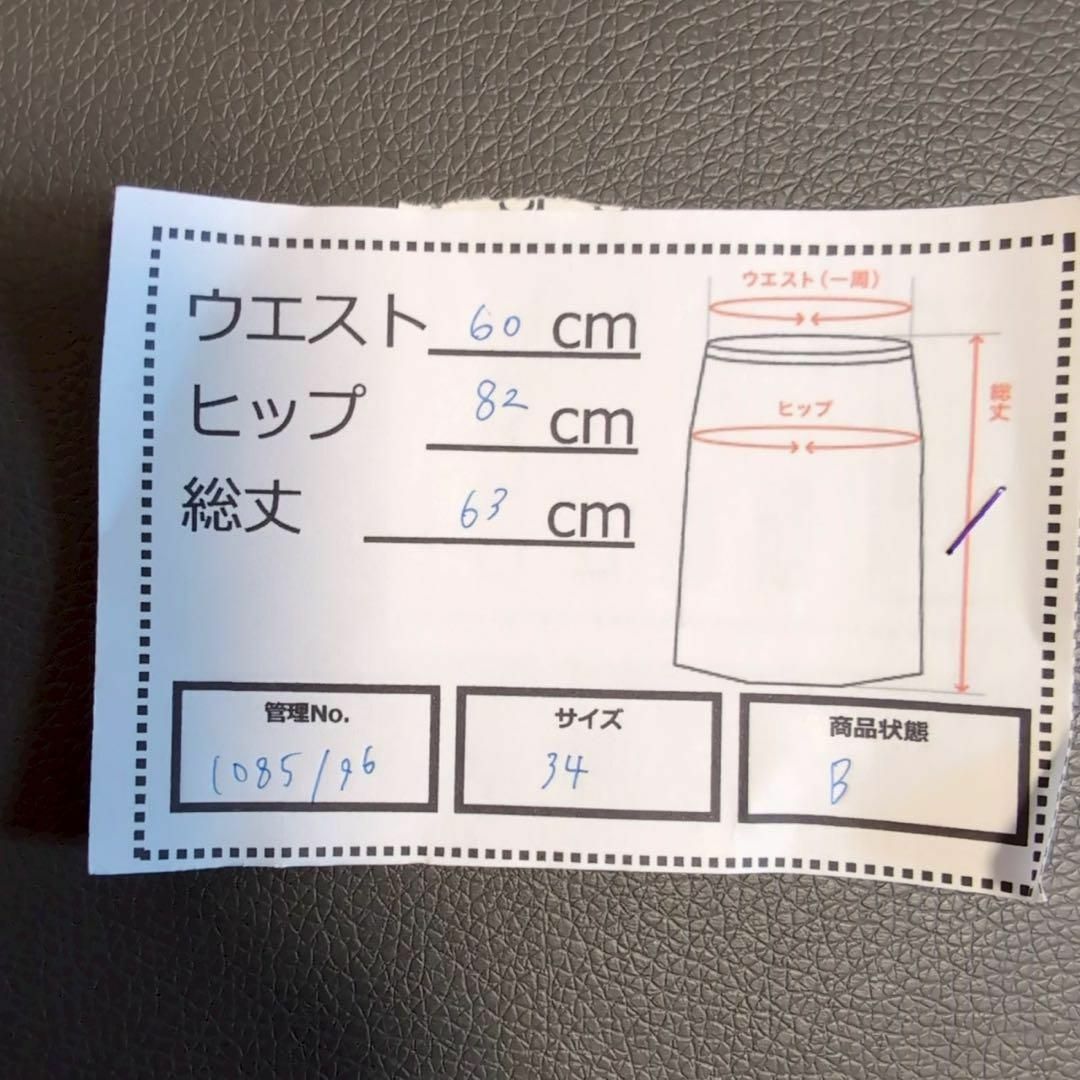 ウエスト 60 cm
ヒップ 82 cm
総丈 63 cm
ウエスト(一周)
ヒップ
総丈
管理No.
1085/96
サイズ
34
商品状態
B